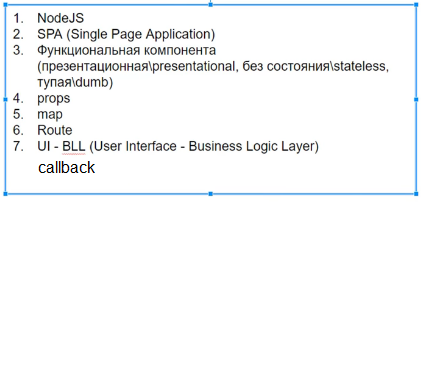 1. NodeJS
2. SPA (Single Page Application)
3. Функциональная компонента
(презентационная\presentational, без состояния\stateless,
тупая\dumb)
4. props
5. map
6. Route
7. UI - BLL (User Interface - Business Logic Layer)
callback